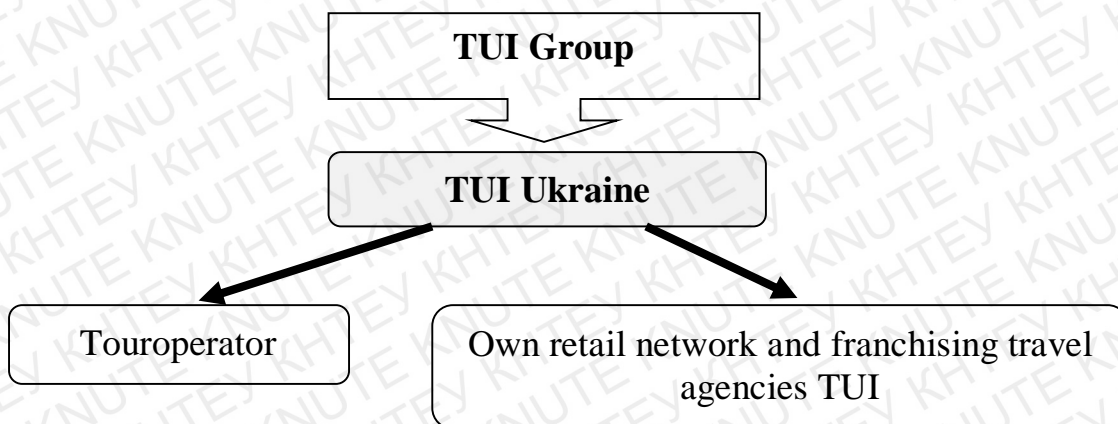 TUI Group
TUI Ukraine
Touroperator
Own retail network and franchising travel
agencies TUI